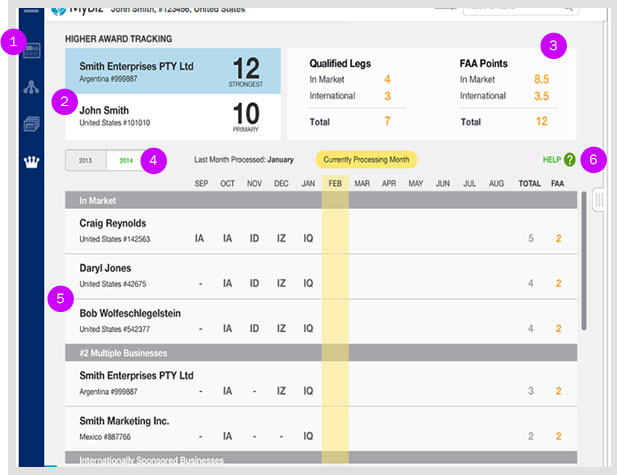 1
MyBiz John Smith, #123456, United States
HIGHER AWARD TRACKING
Smith Enterprises PTY Ltd
Argentina #999887
12
STRONGEST
2
John Smith
United States #101010
10
PRIMARY
3
Qualified Legs
In Market 4
International 3
Total 7
FAA Points
In Market 8.5
International 3.5
Total 12
2013 2014 4
Last Month Processed: January
Currently Processing Month
HELP ? 6
SEP OCT NOV DEC JAN FEB MAR APR MAY JUN JUL AUG TOTAL FAA
In Market
Craig Reynolds
United States #142563 IA IA ID IZ IQ 5 2
Daryl Jones
United States #42675 - IA ID IZ IQ 4 2
5
Bob Wolfeschlegelstein
United States #542377 - IA ID IZ IQ 4 2
#2 Multiple Businesses
Smith Enterprises PTY Ltd
Argentina #999887 - IA - IZ IQ 3 2
Smith Marketing Inc.
Mexico #887766 - IA - - IQ 2 2
Internationally Sponsored Businesses